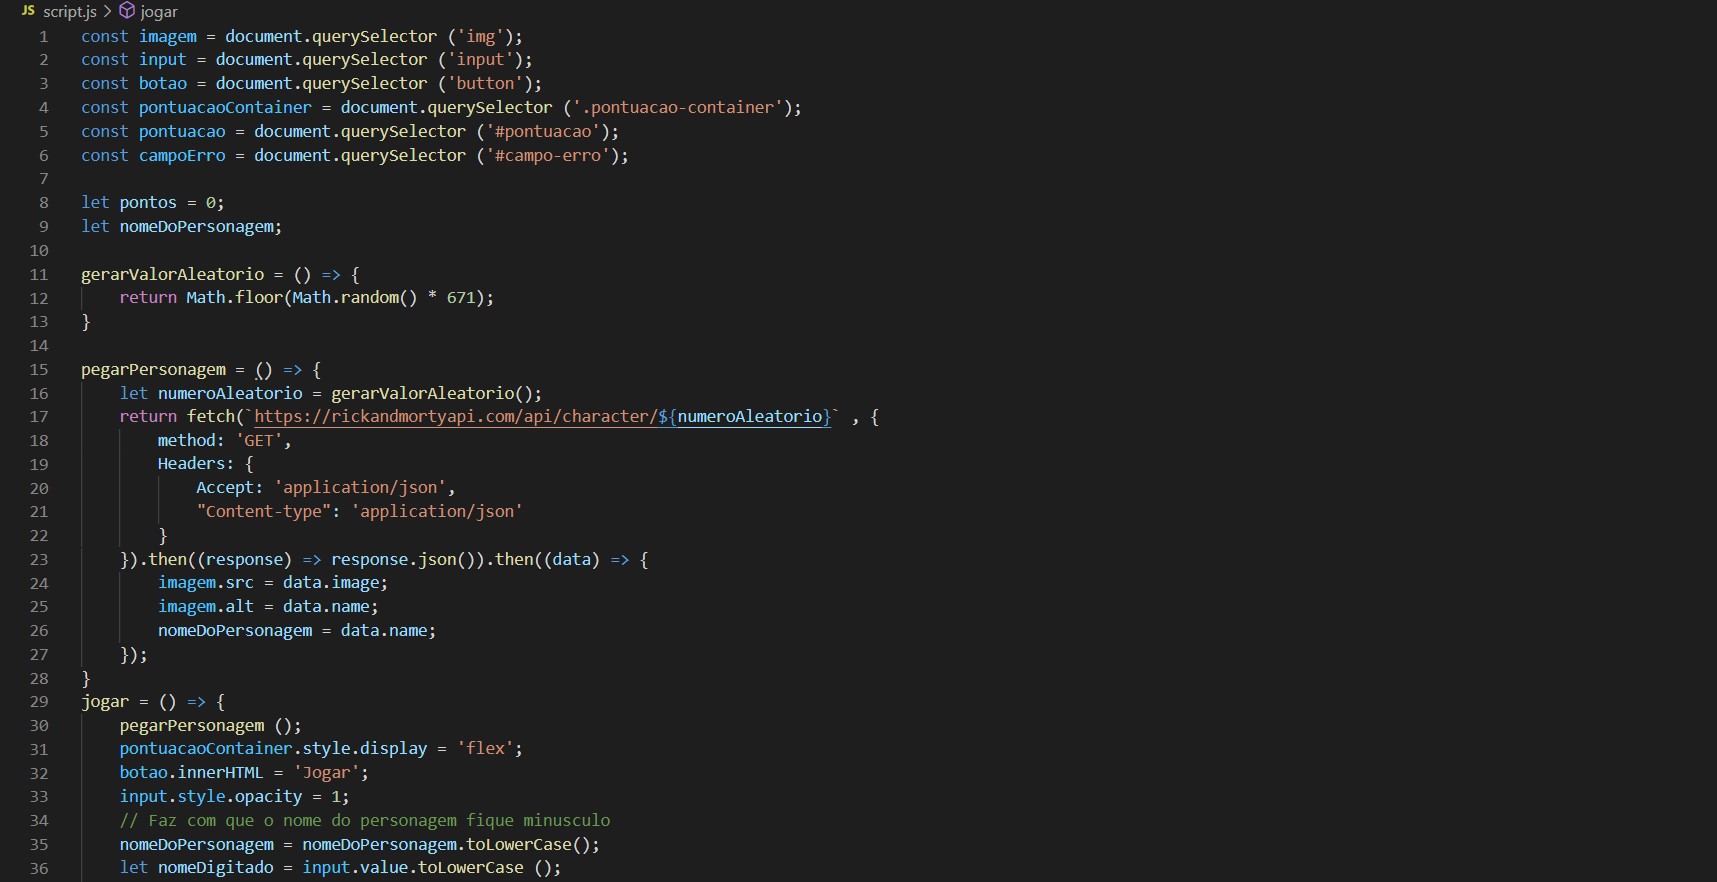 JS script.js > jogar
1 const imagem = document.querySelector ('img');
2 const input = document.querySelector ('input');
3 const botao = document.querySelector ('button');
4 const pontuacaoContainer = document.querySelector ('.pontuacao-container');
5 const pontuacao = document.querySelector ('#pontuacao');
6 const campoErro = document.querySelector ('#campo-erro');
7
8 let pontos = 0;
9 let nomeDoPersonagem;
10
11 gerarValorAleatorio = () => {
12     return Math.floor(Math.random() * 671);
13 }
14
15 pegarPersonagem = () => {
16     let numeroAleatorio = gerarValorAleatorio();
17     return fetch(`https://rickandmortyapi.com/api/character/${numeroAleatorio}` , {
18         method: 'GET',
19         Headers: {
20             Accept: 'application/json',
21             "Content-type": 'application/json'
22         }
23     }).then((response) => response.json()).then((data) => {
24         imagem.src = data.image;
25         imagem.alt = data.name;
26         nomeDoPersonagem = data.name;
27     });
28 }
29 jogar = () => {
30     pegarPersonagem ();
31     pontuacaoContainer.style.display = 'flex';
32     botao.innerHTML = 'Jogar';
33     input.style.opacity = 1;
34     // Faz com que o nome do personagem fique minusculo
35     nomeDoPersonagem = nomeDoPersonagem.toLowerCase();
36     let nomeDigitado = input.value.toLowerCase ();